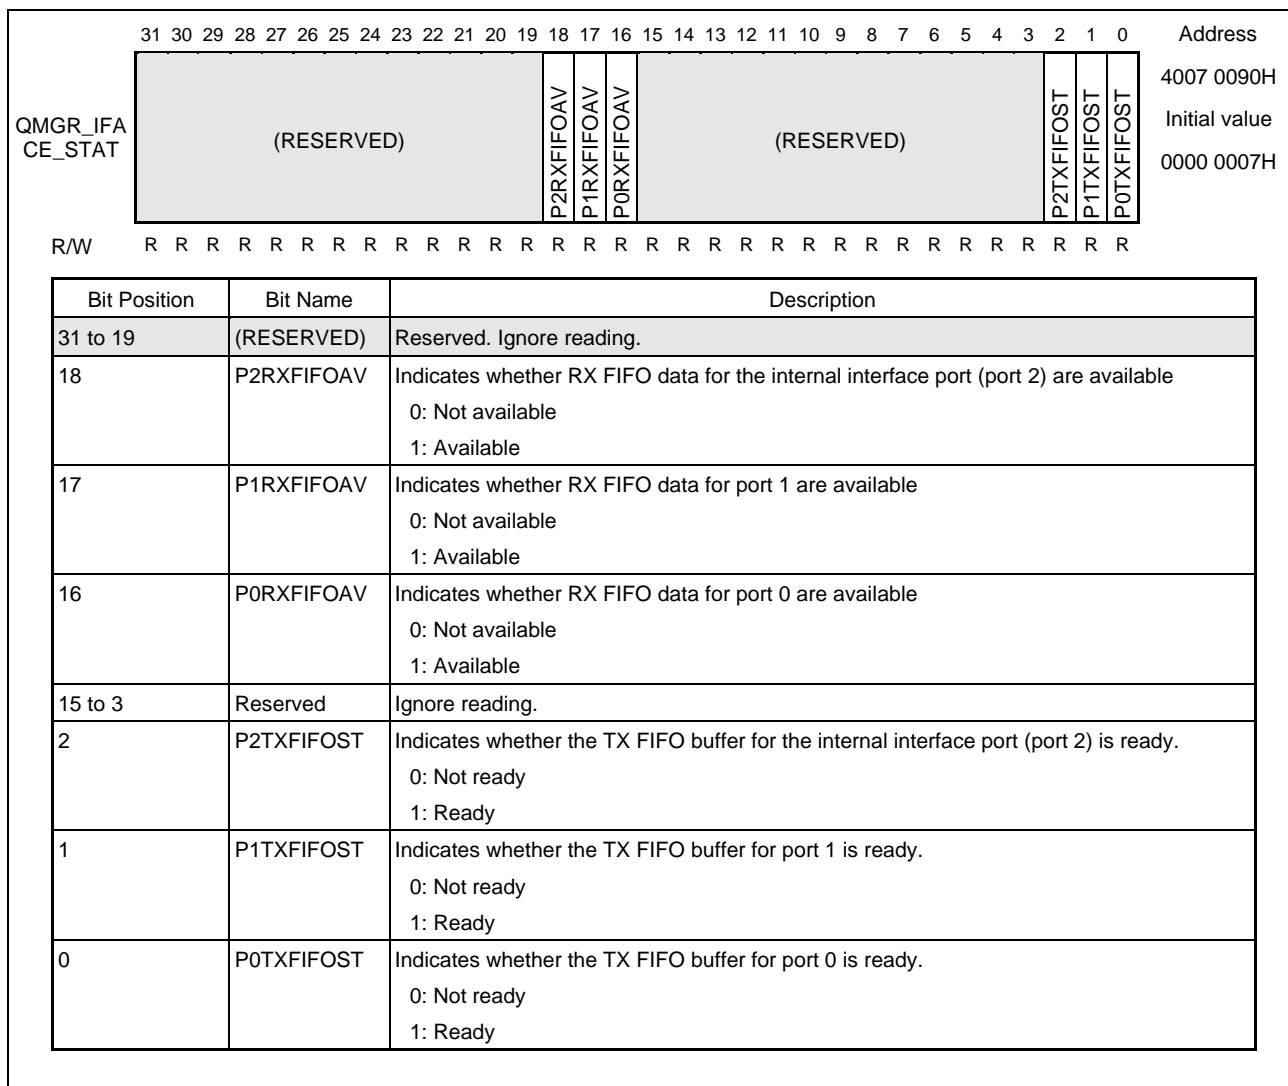 31 30 29 28 27 26 25 24 23 22 21 20 19 18 17 16 15 14 13 12 11 10 9 8 7 6 5 4 3 2 1 0 Address
4007 0090H
Initial value
0000 0007H
QMGR_IFA
CE_STAT
(RESERVED)
P2RXFIFOAV
P1RXFIFOAV
P0RXFIFOAV
(RESERVED)
P2TXFIFOST
P1TXFIFOST
P0TXFIFOST
R/W R R R R R R R R R R R R R R R R R R R R R R R R R R R R R R R R
Bit Position Bit Name Description
31 to 19 (RESERVED) Reserved. Ignore reading.
18 P2RXFIFOAV Indicates whether RX FIFO data for the internal interface port (port 2) are available
0: Not available
1: Available
17 P1RXFIFOAV Indicates whether RX FIFO data for port 1 are available
0: Not available
1: Available
16 P0RXFIFOAV Indicates whether RX FIFO data for port 0 are available
0: Not available
1: Available
15 to 3 Reserved Ignore reading.
2 P2TXFIFOST Indicates whether the TX FIFO buffer for the internal interface port (port 2) is ready.
0: Not ready
1: Ready
1 P1TXFIFOST Indicates whether the TX FIFO buffer for port 1 is ready.
0: Not ready
1: Ready
0 P0TXFIFOST Indicates whether the TX FIFO buffer for port 0 is ready.
0: Not ready
1: Ready